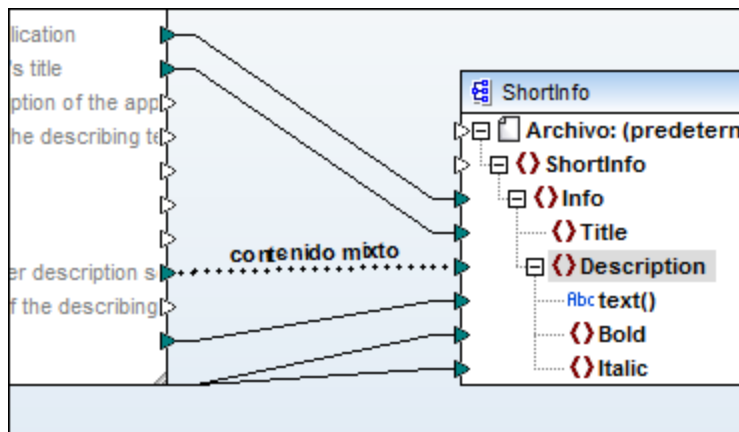 lication
's title
ption of the app
he describing te
er description s
f the describing
contenido mixto
ShortInfo
Archivo: (predetern
ShortInfo
Info
Title
Description
Abc text()
Bold
Italic